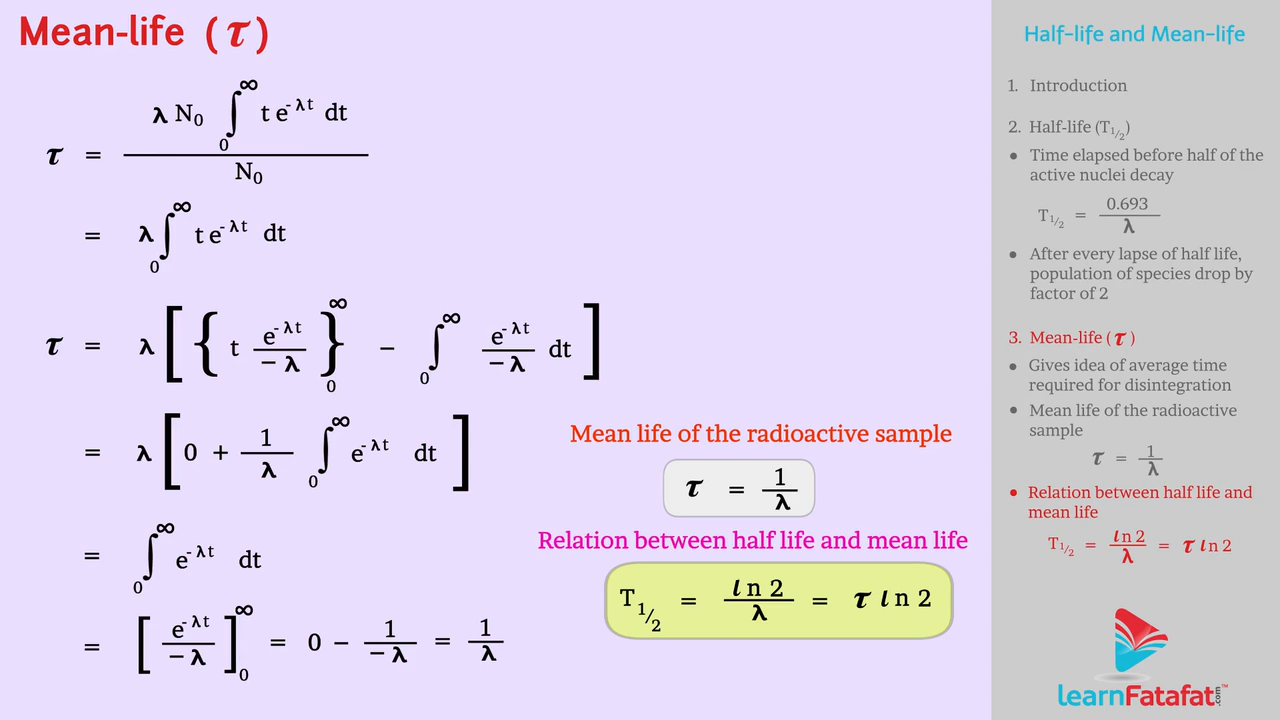 Mean-life (τ)
τ = λ N₀ ∫₀^∞ t e^-λt dt / N₀
= λ ∫₀^∞ t e^-λt dt
τ = λ [ { t e^-λt / -λ }₀^∞ - ∫₀^∞ e^-λt / -λ dt ]
= λ [ 0 + 1/λ ∫₀^∞ e^-λt dt ]
= ∫₀^∞ e^-λt dt
= [ e^-λt / -λ ]₀^∞ = 0 - 1/-λ = 1/λ
Mean life of the radioactive sample
τ = 1/λ
Relation between half life and mean life
T₁/₂ = ln 2 / λ = τ ln 2
Half-life and Mean-life
1. Introduction
2. Half-life (T₁/₂)
• Time elapsed before half of the
active nuclei decay
T₁/₂ = 0.693 / λ
• After every lapse of half life,
population of species drop by
factor of 2
3. Mean-life (τ)
• Gives idea of average time
required for disintegration
• Mean life of the radioactive
sample
τ = 1/λ
• Relation between half life and
mean life
T₁/₂ = ln 2 / λ = τ ln 2
learnFatafat.com™